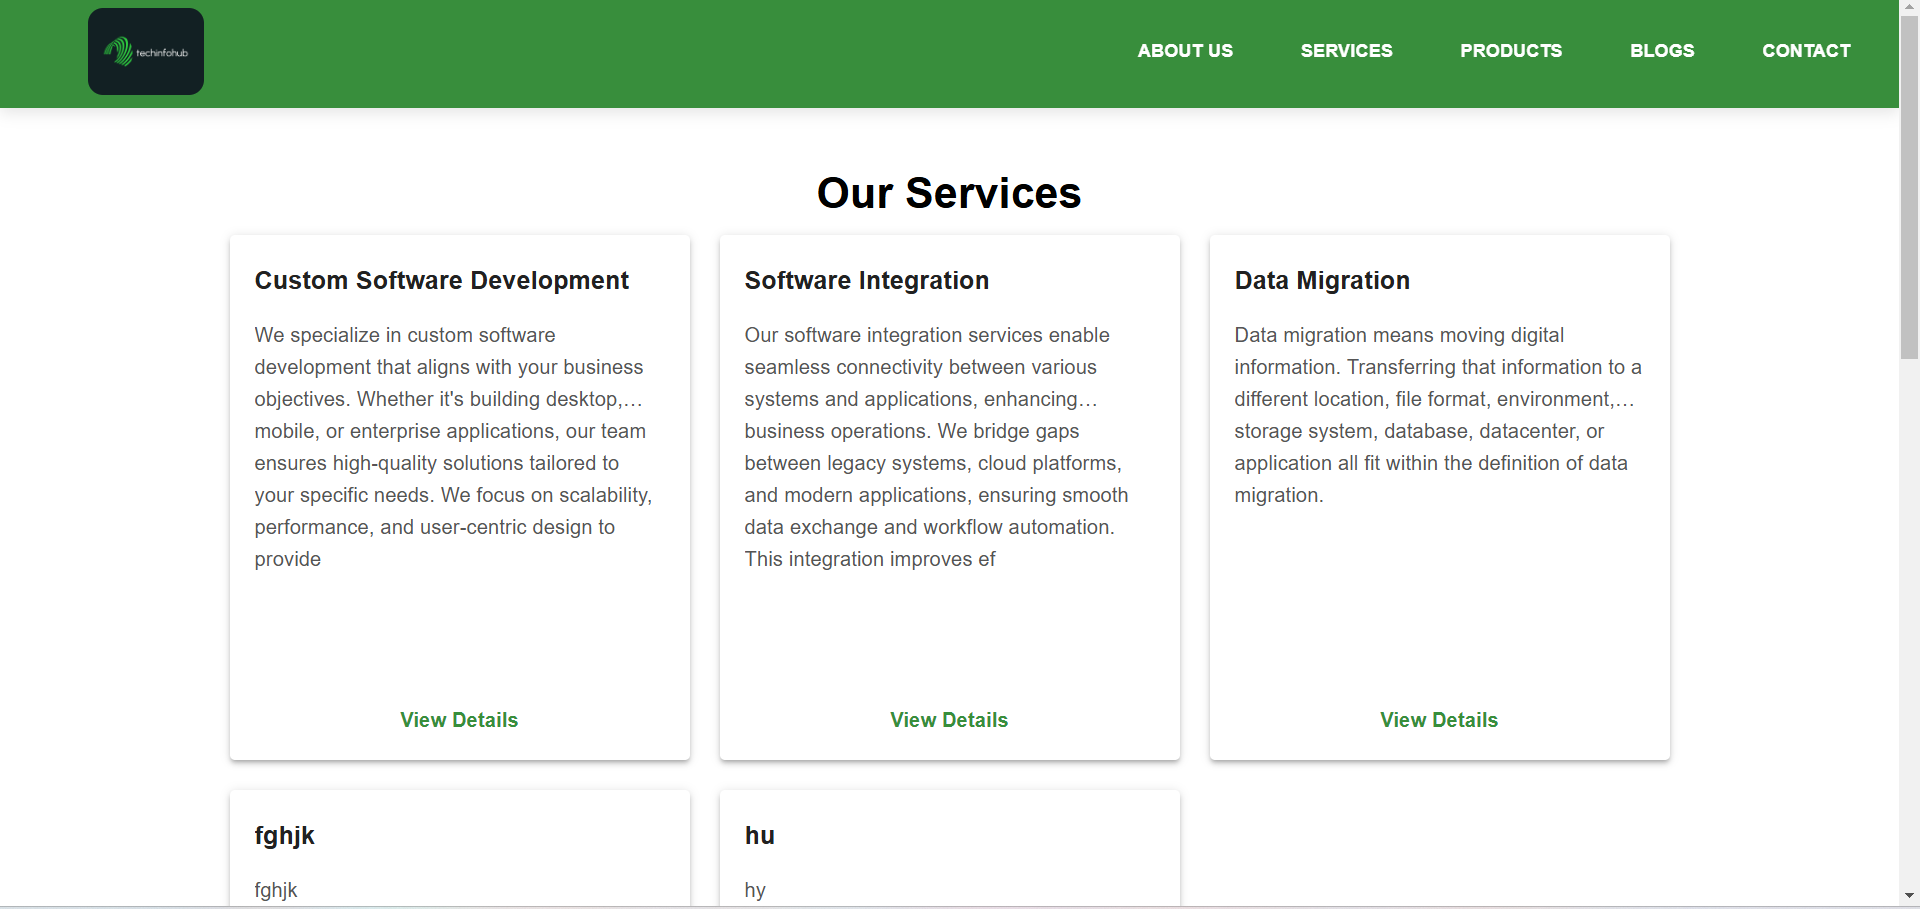 techinfohub
ABOUT US SERVICES PRODUCTS BLOGS CONTACT
Our Services
Custom Software Development
We specialize in custom software
development that aligns with your business
objectives. Whether it's building desktop,…
mobile, or enterprise applications, our team
ensures high-quality solutions tailored to
your specific needs. We focus on scalability,
performance, and user-centric design to
provide
View Details
Software Integration
Our software integration services enable
seamless connectivity between various
systems and applications, enhancing…
business operations. We bridge gaps
between legacy systems, cloud platforms,
and modern applications, ensuring smooth
data exchange and workflow automation.
This integration improves ef
View Details
Data Migration
Data migration means moving digital
information. Transferring that information to a
different location, file format, environment,…
storage system, database, datacenter, or
application all fit within the definition of data
migration.
View Details
fghjk
fghjk
hu
hy